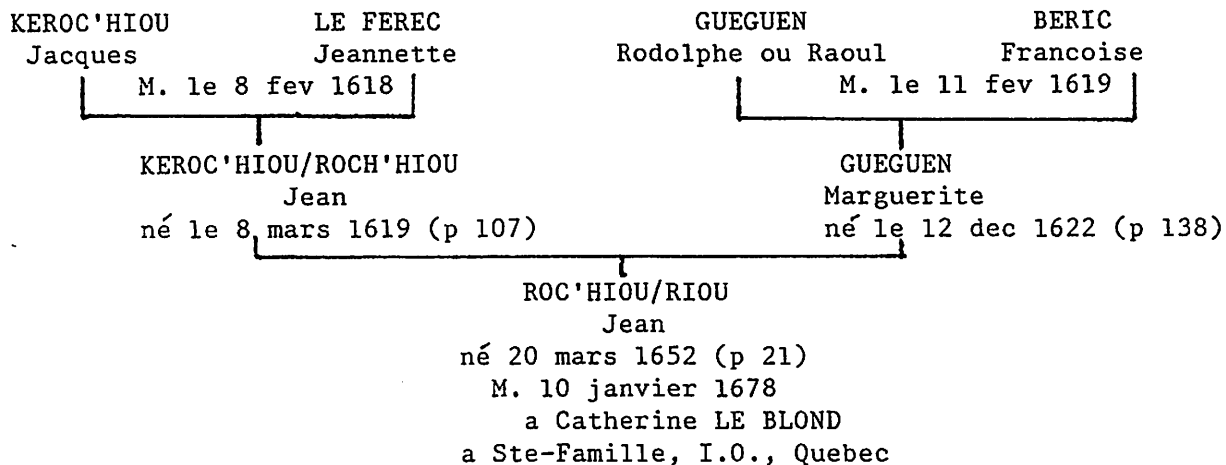 KEROC'HIOU LE FEREC GUEGUEN BERIC
Jacques Jeannette Rodolphe ou Raoul Francoise
M. le 8 fev 1618 M. le 11 fev 1619
KEROC'HIOU/ROCH'HIOU GUEGUEN
Jean Marguerite
né le 8 mars 1619 (p 107) né le 12 dec 1622 (p 138)
ROC'HIOU/RIOU
Jean
né 20 mars 1652 (p 21)
M. 10 janvier 1678
a Catherine LE BLOND
a Ste-Famille, I.O., Quebec